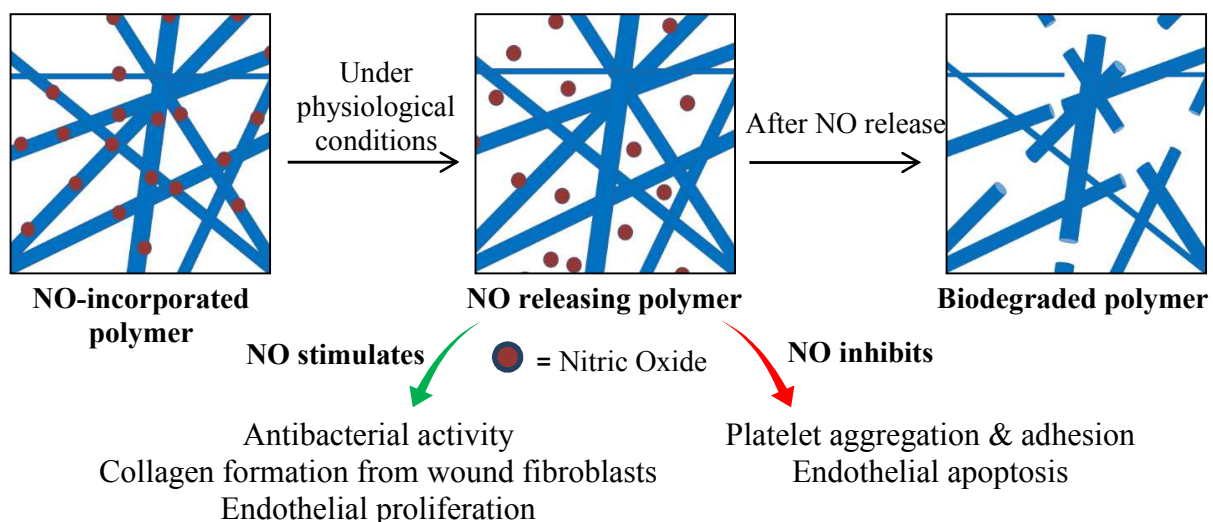 Under
physiological
conditions
After NO release
NO-incorporated
polymer
NO releasing polymer
Biodegraded polymer
NO stimulates
= Nitric Oxide
NO inhibits
Antibacterial activity
Collagen formation from wound fibroblasts
Endothelial proliferation
Platelet aggregation & adhesion
Endothelial apoptosis